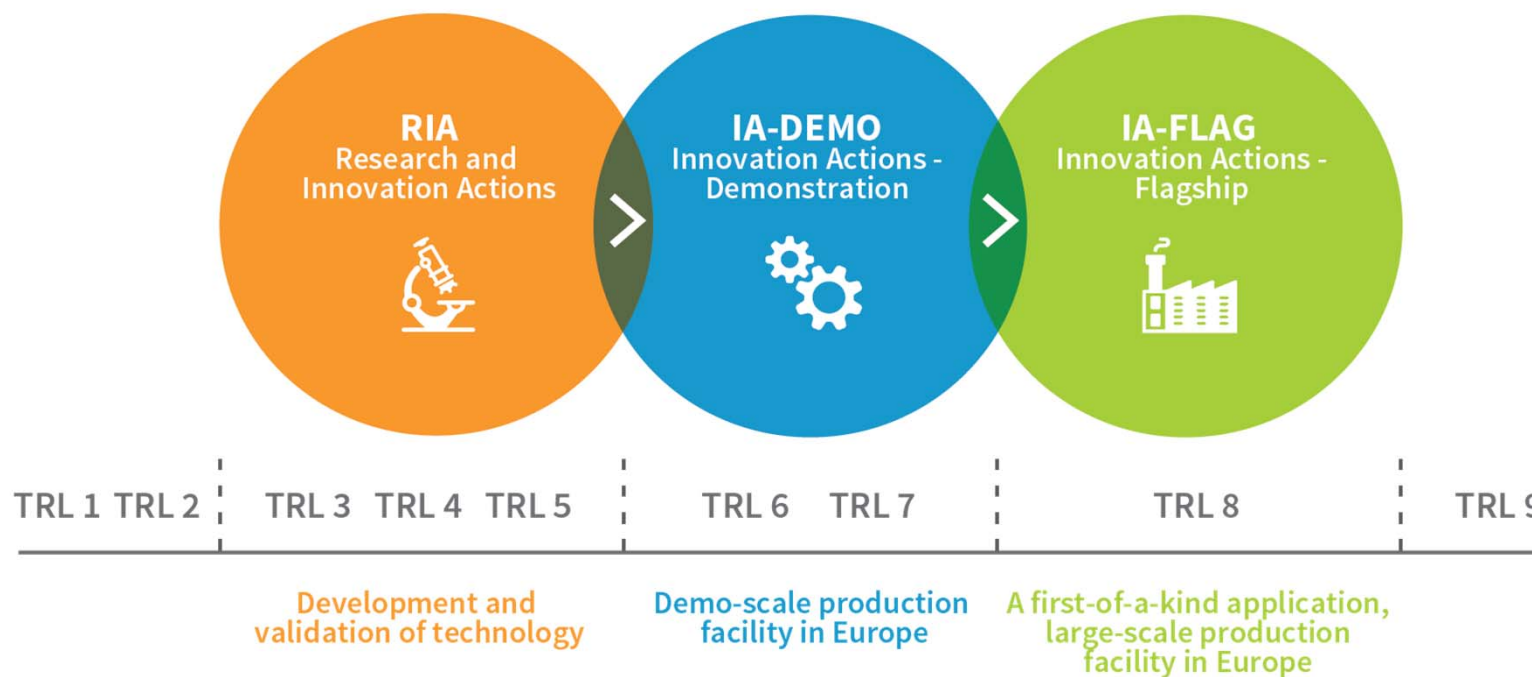 RIA
Research and
Innovation Actions
IA-DEMO
Innovation Actions -
Demonstration
IA-FLAG
Innovation Actions -
Flagship
TRL 1 TRL 2 TRL 3 TRL 4 TRL 5 TRL 6 TRL 7 TRL 8 TRL 9
Development and
validation of technology
Demo-scale production
facility in Europe
A first-of-a-kind application,
large-scale production
facility in Europe